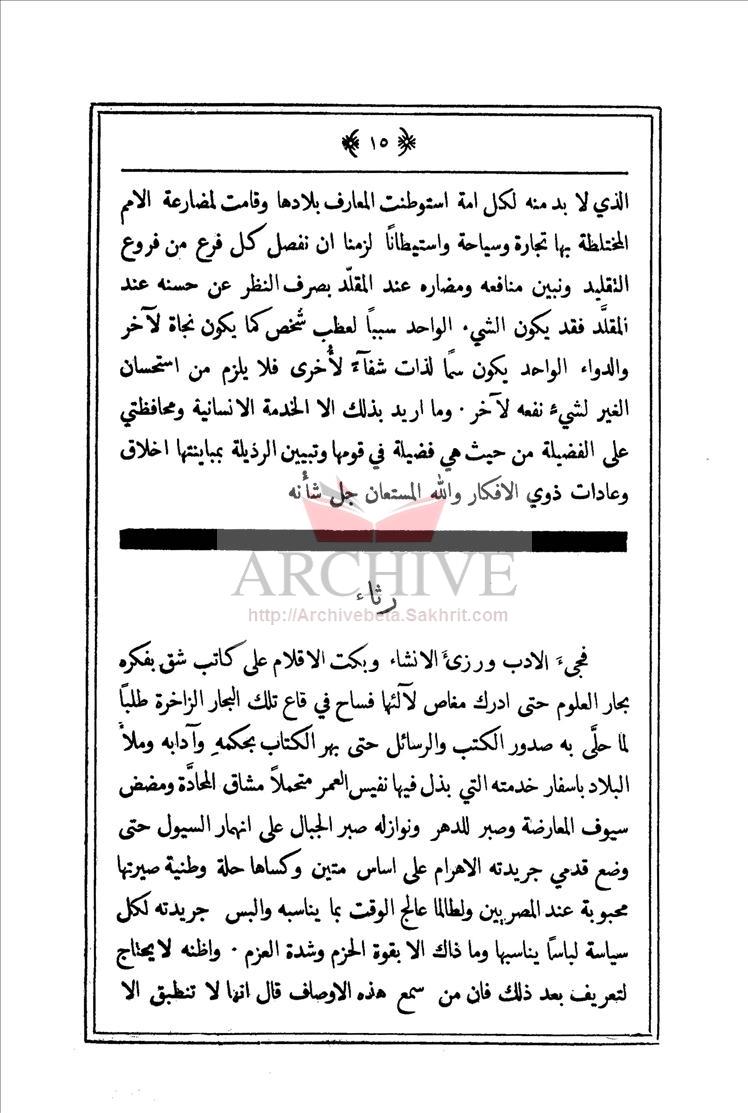 ١٥
الذي لا بد منه لكل امة استوطنت المعارف بلادها وقامت لمضارعة الامم
المختلطة بها تجارة وسياحة واستيطانًا لزمنا ان نفصل كل فرع من فروع
التقليد ونبين منافعه ومضاره عند المقلّد بصرف النظر عن حسنه عند
المقلَّد فقد يكون الشيء الواحد سببًا لعطب شخص كما يكون نجاة لآخر
والدواء الواحد يكون سمًا لذات شفآءً لأُخرى فلا يلزم من استحسان
الغير لشيءٍ نفعه لآخر · وما اريد بذلك الا الخدمة الانسانية ومحافظتي
على الفضيلة من حيث هي فضيلة في قومها وتبيين الرذيلة بمباينتها اخلاق
وعادات ذوي الافكار والله المستعان جل شأنه
ARCHIVE
http://Archivebeta.Sakhrit.com
رثاء
فجيءَ الادب ورزئَ الانشاء وبكت الاقلام على كاتب شق بفكره
بحار العلوم حتى ادرك مغاص لآلئها فساح في قاع تلك البحار الزاخرة طلبًا
لما حلَّى به صدور الكتب والرسائل حتى بهر الكتاب بحكمهِ وآدابه وملأ
البلاد باسفار خدمته التي بذل فيها نفيس العمر متحملاً مشاق المحادَّة ومضض
سيوف المعارضة وصبر للدهر ونوازله صبر الجبال على انهمار السيول حتى
وضع قدمي جريدته الاهرام على اساس متين وكساها حلة وطنية صيرتها
محبوبة عند المصريين ولطالما عالج الوقت بما يناسبه والبس جريدته لكل
سياسة لباسًا يناسبها وما ذاك الا بقوة الحزم وشدة العزم · واظنه لا يحتاج
لتعريف بعد ذلك فان من سمع هذه الاوصاف قال انها لا تنطبق الا